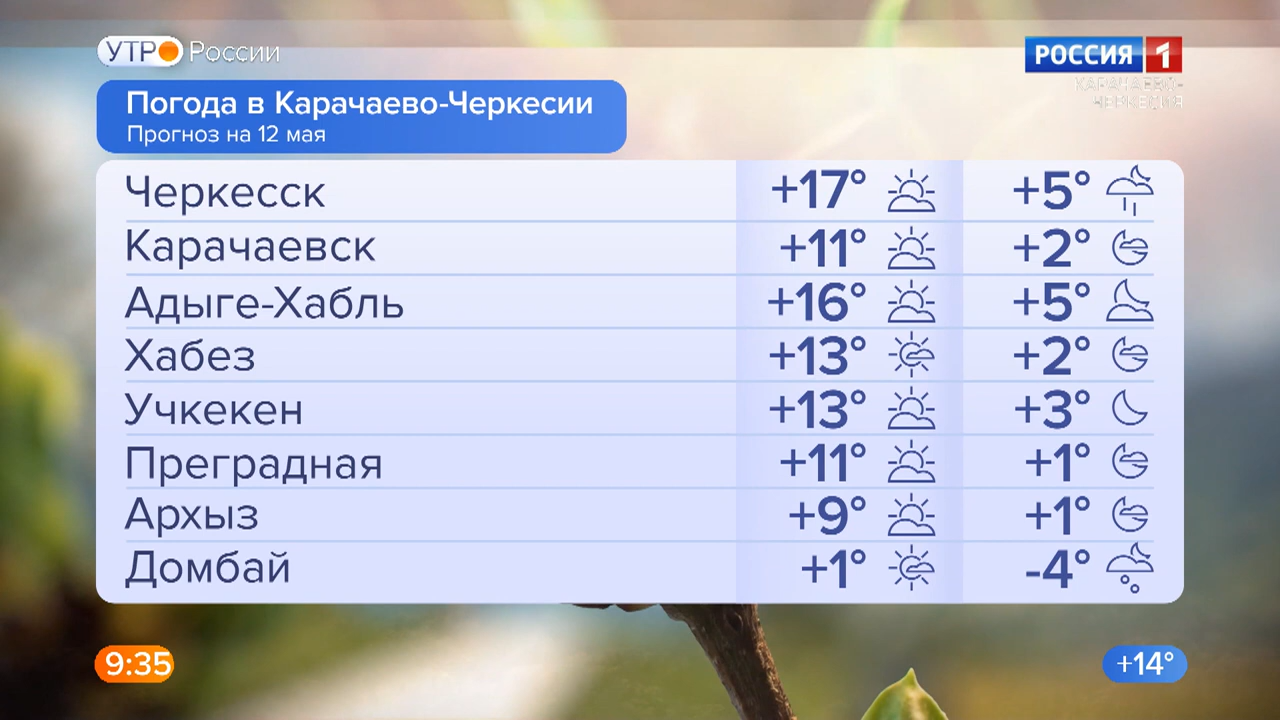 УТРО России
РОССИЯ 1
КАРАЧАЕВО-
ЧЕРКЕСИЯ
Погода в Карачаево-Черкесии
Прогноз на 12 мая
Черкесск +17° +5°
Карачаевск +11° +2°
Адыге-Хабль +16° +5°
Хабез +13° +2°
Учкекен +13° +3°
Преградная +11° +1°
Архыз +9° +1°
Домбай +1° -4°
9:35 +14°